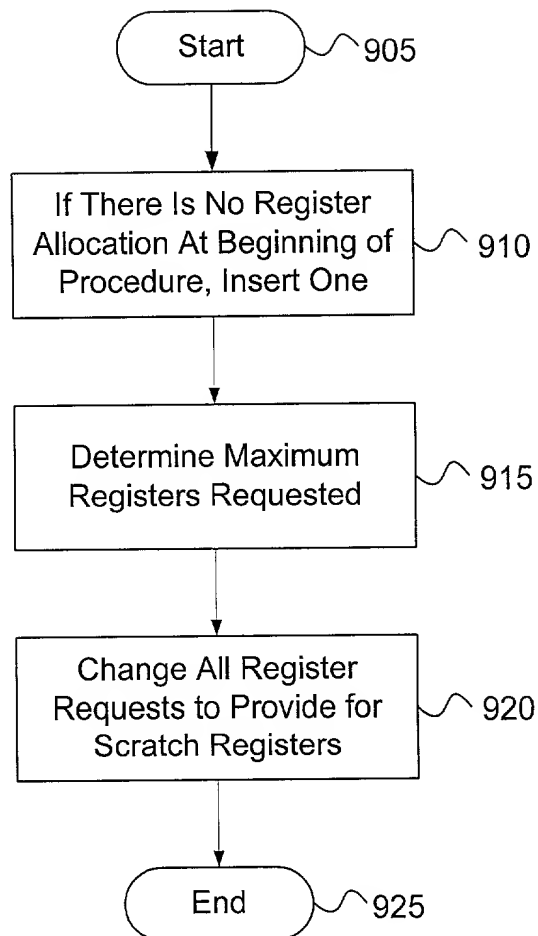 Start
905
If There Is No Register
Allocation At Beginning of
Procedure, Insert One
910
Determine Maximum
Registers Requested
915
Change All Register
Requests to Provide for
Scratch Registers
920
End
925